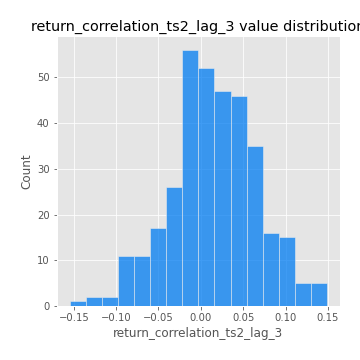 return_correlation_ts2_lag_3 value distribution
50
40
30
20
10
0
Count
−0.15 −0.10 −0.05 0.00 0.05 0.10 0.15
return_correlation_ts2_lag_3